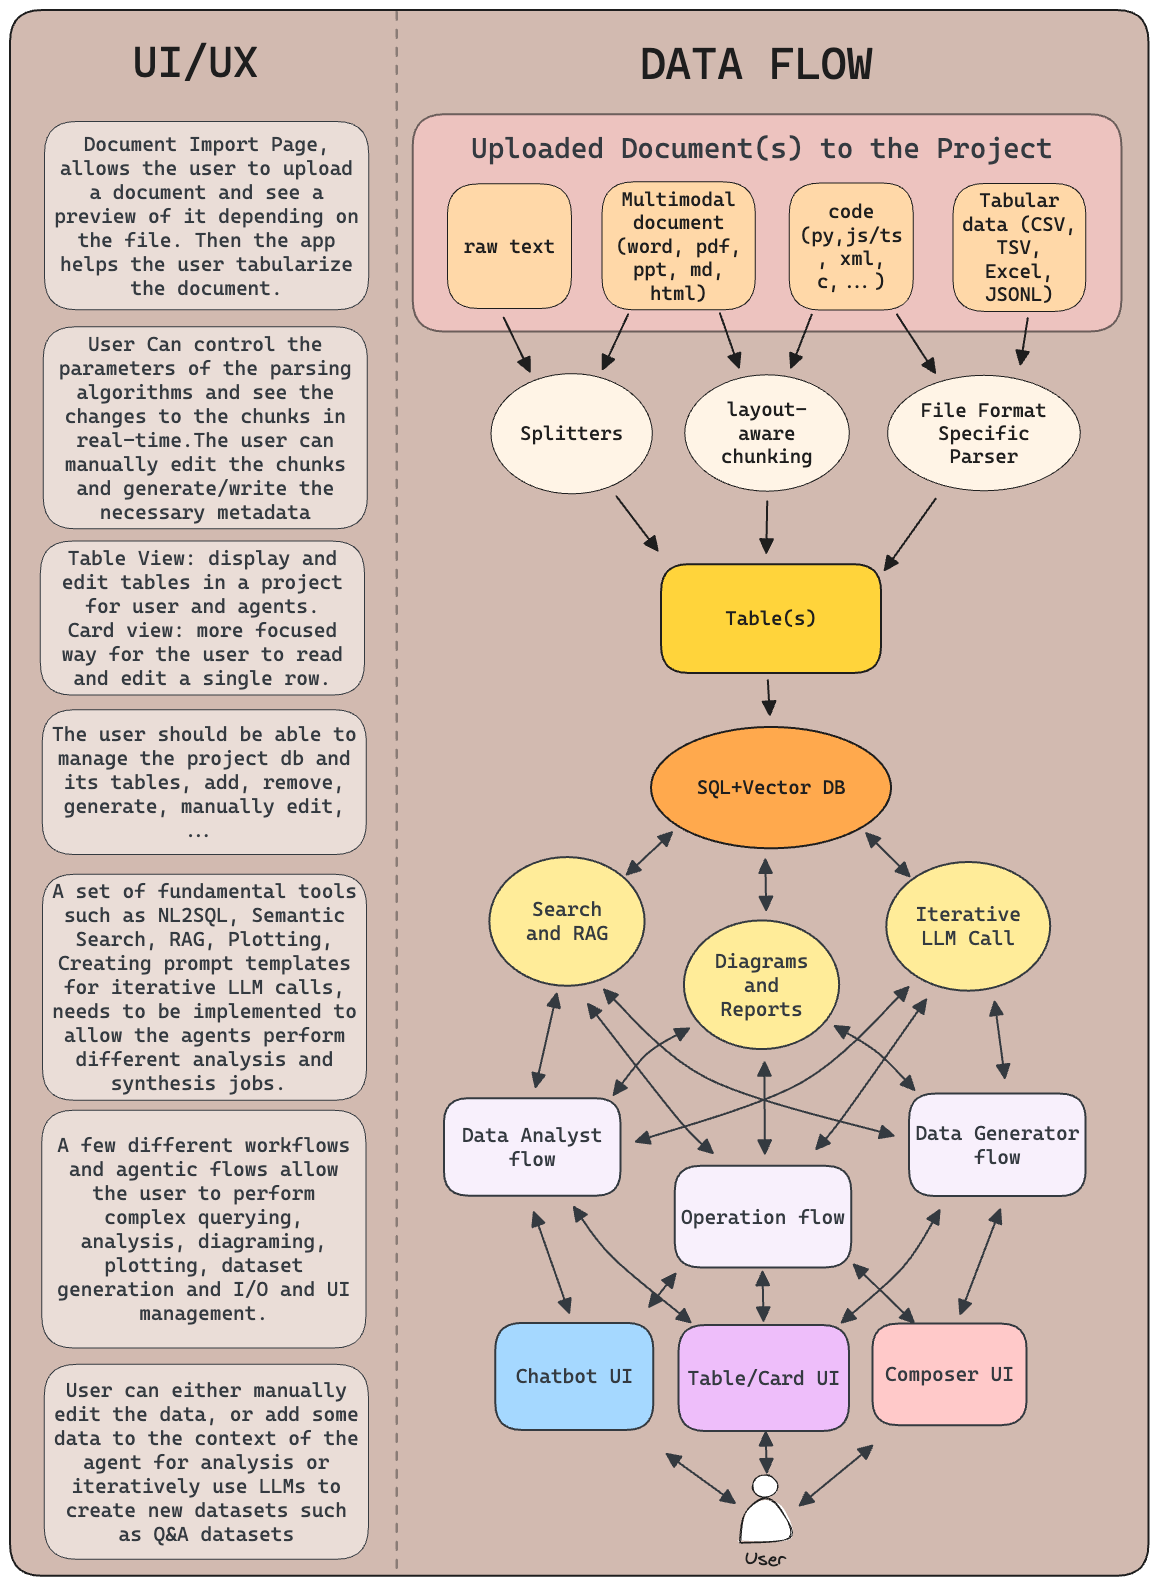 UI/UX
Document Import Page,
allows the user to upload
a document and see a
preview of it depending on
the file. Then the app
helps the user tabularize
the document.
User Can control the
parameters of the parsing
algorithms and see the
changes to the chunks in
real-time.The user can
manually edit the chunks
and generate/write the
necessary metadata
Table View: display and
edit tables in a project
for user and agents.
Card view: more focused
way for the user to read
and edit a single row.
The user should be able to
manage the project db and
its tables, add, remove,
generate, manually edit,
...
A set of fundamental tools
such as NL2SQL, Semantic
Search, RAG, Plotting,
Creating prompt templates
for iterative LLM calls,
needs to be implemented to
allow the agents perform
different analysis and
synthesis jobs.
A few different workflows
and agentic flows allow
the user to perform
complex querying,
analysis, diagraming,
plotting, dataset
generation and I/O and UI
management.
User can either manually
edit the data, or add some
data to the context of the
agent for analysis or
iteratively use LLMs to
create new datasets such
as Q&A datasets
DATA FLOW
Uploaded Document(s) to the Project
raw text
Multimodal
document
(word, pdf,
ppt, md,
html)
code
(py,js/ts
, xml,
c, ... )
Tabular
data (CSV,
TSV,
Excel,
JSONL)
Splitters
layout-
aware
chunking
File Format
Specific
Parser
Table(s)
SQL+Vector DB
Search
and RAG
Diagrams
and
Reports
Iterative
LLM Call
Data Analyst
flow
Operation flow
Data Generator
flow
Chatbot UI
Table/Card UI
Composer UI
User